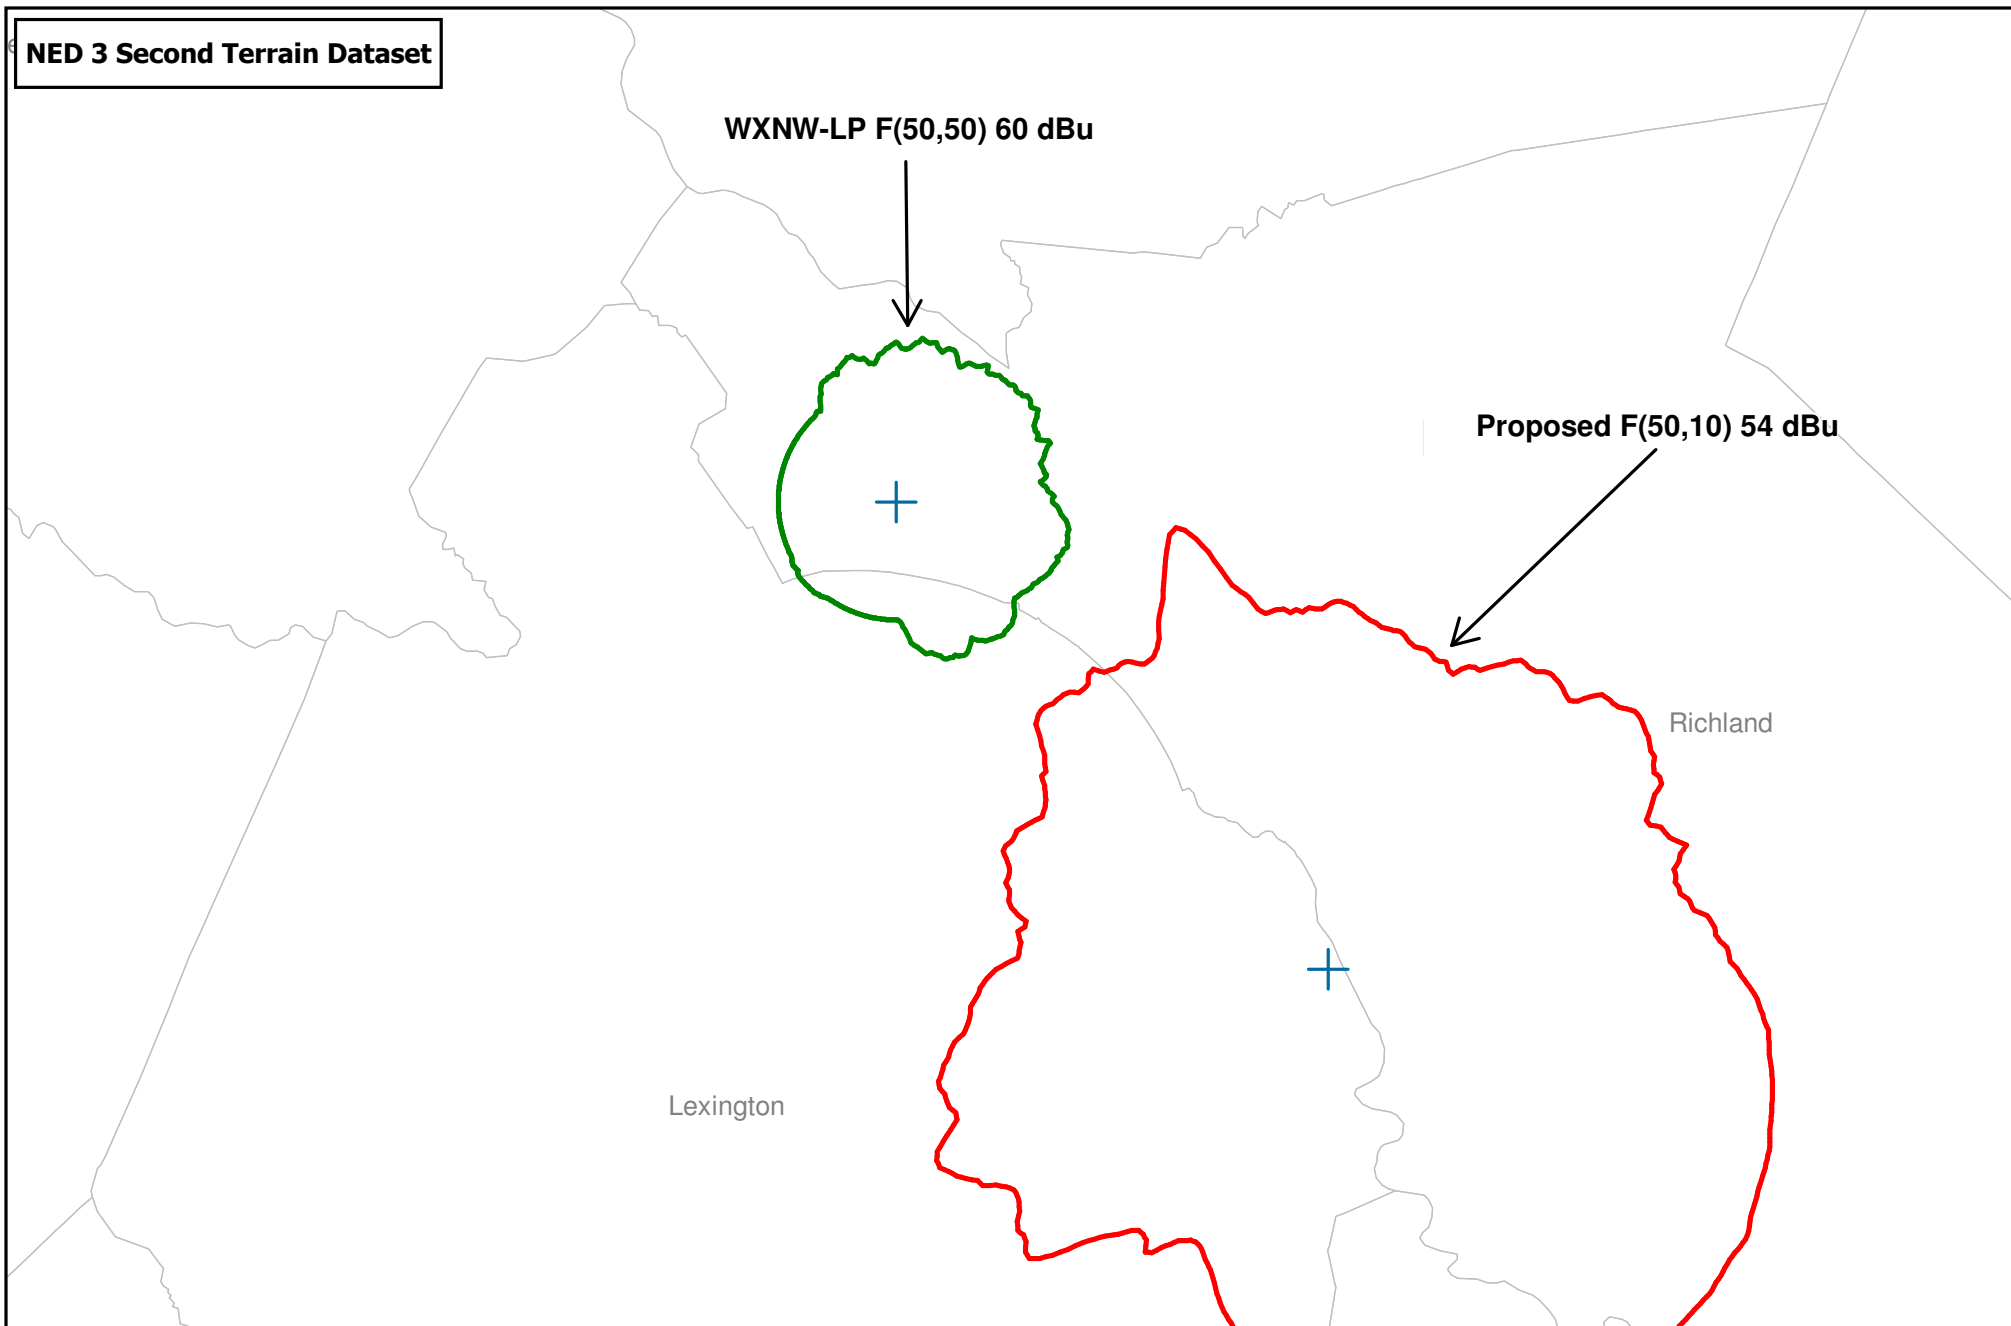 NED 3 Second Terrain Dataset
WXNW-LP F(50,50) 60 dBu
Proposed F(50,10) 54 dBu
Richland
Lexington